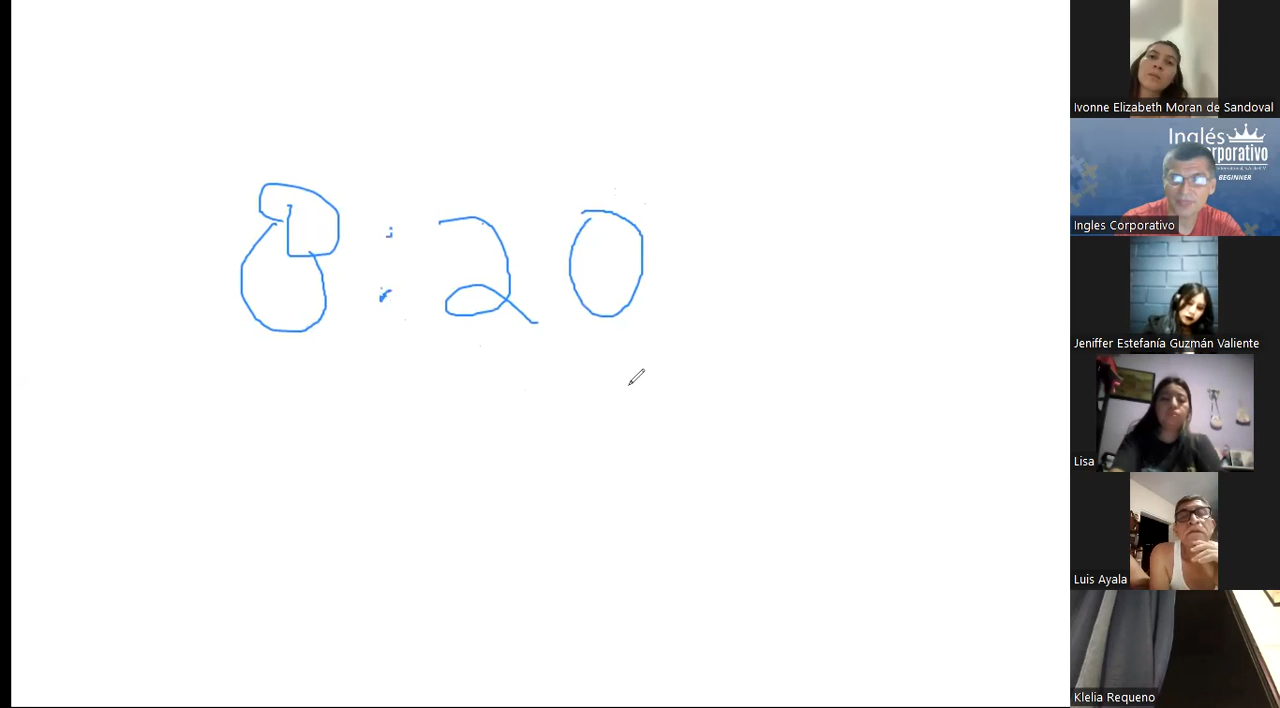 8:20
Ivonne Elizabeth Moran de Sandoval
Inglés
orporativo
BEGINNER
Ingles Corporativo
Jeniffer Estefanía Guzmán Valiente
Lisa
Luis Ayala
Klelia Requeno